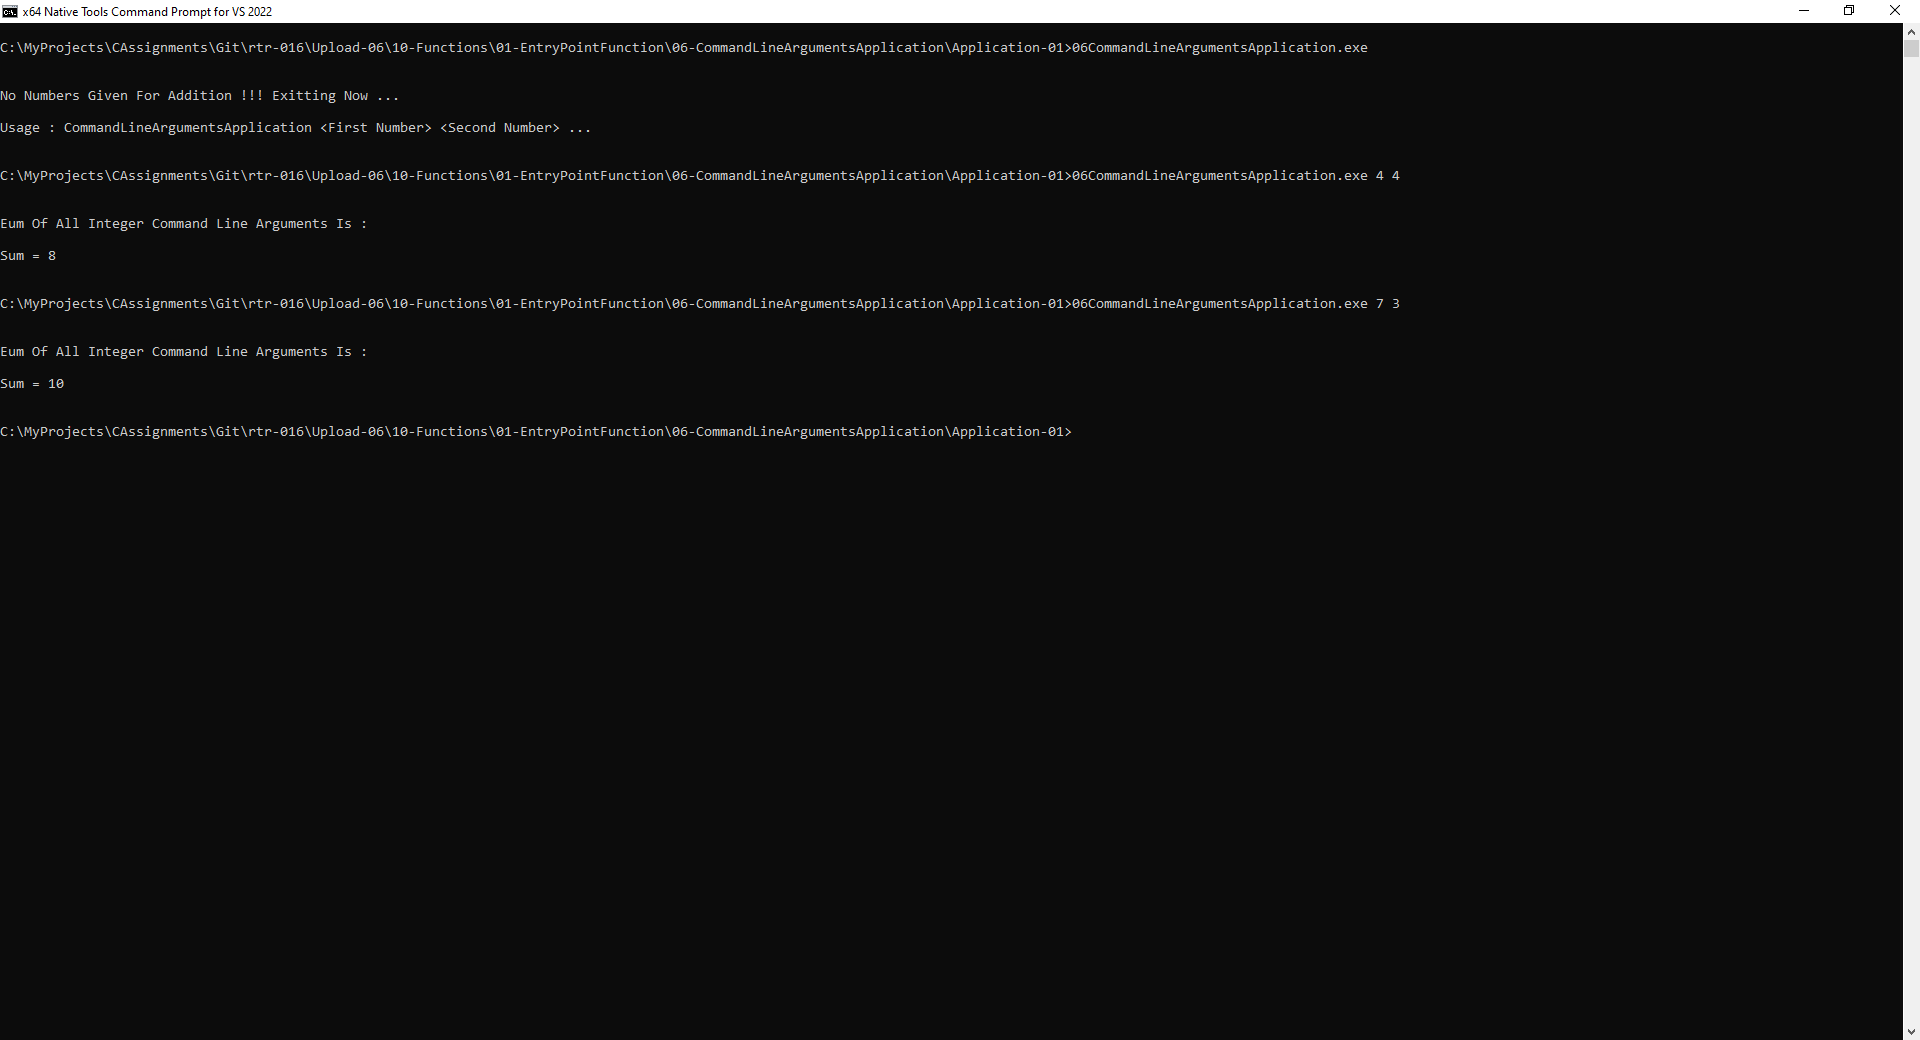 x64 Native Tools Command Prompt for VS 2022
C:\MyProjects\CAssignments\Git\rtr-016\Upload-06\10-Functions\01-EntryPointFunction\06-CommandLineArgumentsApplication\Application-01>06CommandLineArgumentsApplication.exe
No Numbers Given For Addition !!! Exitting Now ...
Usage : CommandLineArgumentsApplication <First Number> <Second Number> ...
C:\MyProjects\CAssignments\Git\rtr-016\Upload-06\10-Functions\01-EntryPointFunction\06-CommandLineArgumentsApplication\Application-01>06CommandLineArgumentsApplication.exe 4 4
Eum Of All Integer Command Line Arguments Is :
Sum = 8
C:\MyProjects\CAssignments\Git\rtr-016\Upload-06\10-Functions\01-EntryPointFunction\06-CommandLineArgumentsApplication\Application-01>06CommandLineArgumentsApplication.exe 7 3
Eum Of All Integer Command Line Arguments Is :
Sum = 10
C:\MyProjects\CAssignments\Git\rtr-016\Upload-06\10-Functions\01-EntryPointFunction\06-CommandLineArgumentsApplication\Application-01>